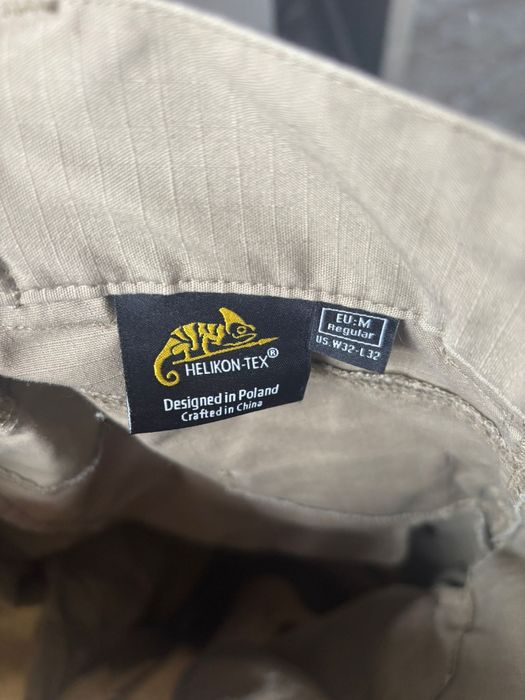 HELIKON-TEX®
Designed in Poland
Crafted in China
EU:M
Regular
US:W32-L32